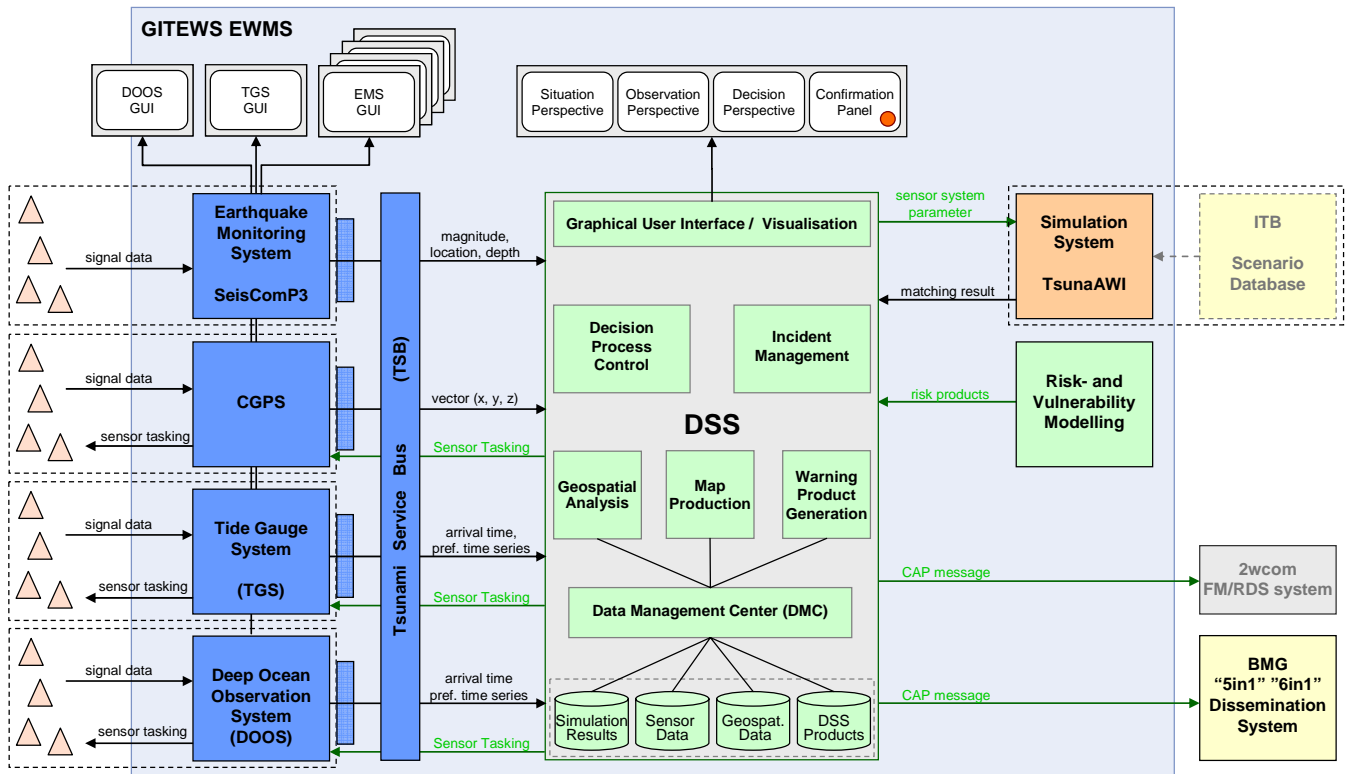 GITEWS EWMS
DOOS
GUI
TGS
GUI
EMS
GUI
Situation
Perspective
Observation
Perspective
Decision
Perspective
Confirmation
Panel
signal data
Earthquake
Monitoring
System
SeisComP3
magnitude,
location, depth
Graphical User Interface / Visualisation
sensor system
parameter
matching result
Simulation
System
TsunAWI
ITB
Scenario
Database
signal data
sensor tasking
CGPS
vector (x, y, z)
Sensor Tasking
Decision
Process
Control
Incident
Management
DSS
risk products
Risk- and
Vulnerability
Modelling
Tsunami Service Bus (TSB)
signal data
sensor tasking
Tide Gauge
System
(TGS)
arrival time,
pref. time series
Sensor Tasking
Geospatial
Analysis
Map
Production
Warning
Product
Generation
Data Management Center (DMC)
CAP message
2wcom
FM/RDS system
signal data
sensor tasking
Deep Ocean
Observation
System
(DOOS)
arrival time
pref. time series
Sensor Tasking
Simulation
Results
Sensor
Data
Geospat.
Data
DSS
Products
CAP message
BMG
“5in1” ”6in1”
Dissemination
System